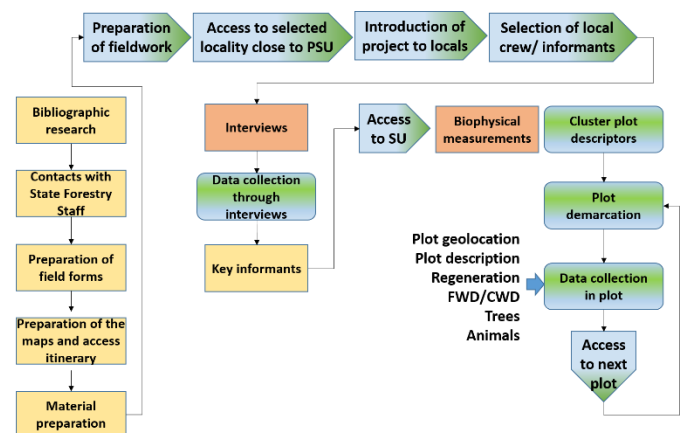 Preparation
of fieldwork
Access to selected
locality close to PSU
Introduction of
project to locals
Selection of local
crew/ informants
Bibliographic
research
Contacts with
State Forestry
Staff
Preparation of
field forms
Preparation of the
maps and access
itinerary
Material
preparation
Interviews
Data collection
through
interviews
Key informants
Access
to SU
Biophysical
measurements
Cluster plot
descriptors
Plot
demarcation
Plot geolocation
Plot description
Regeneration
FWD/CWD
Trees
Animals
Data collection
in plot
Access
to next
plot